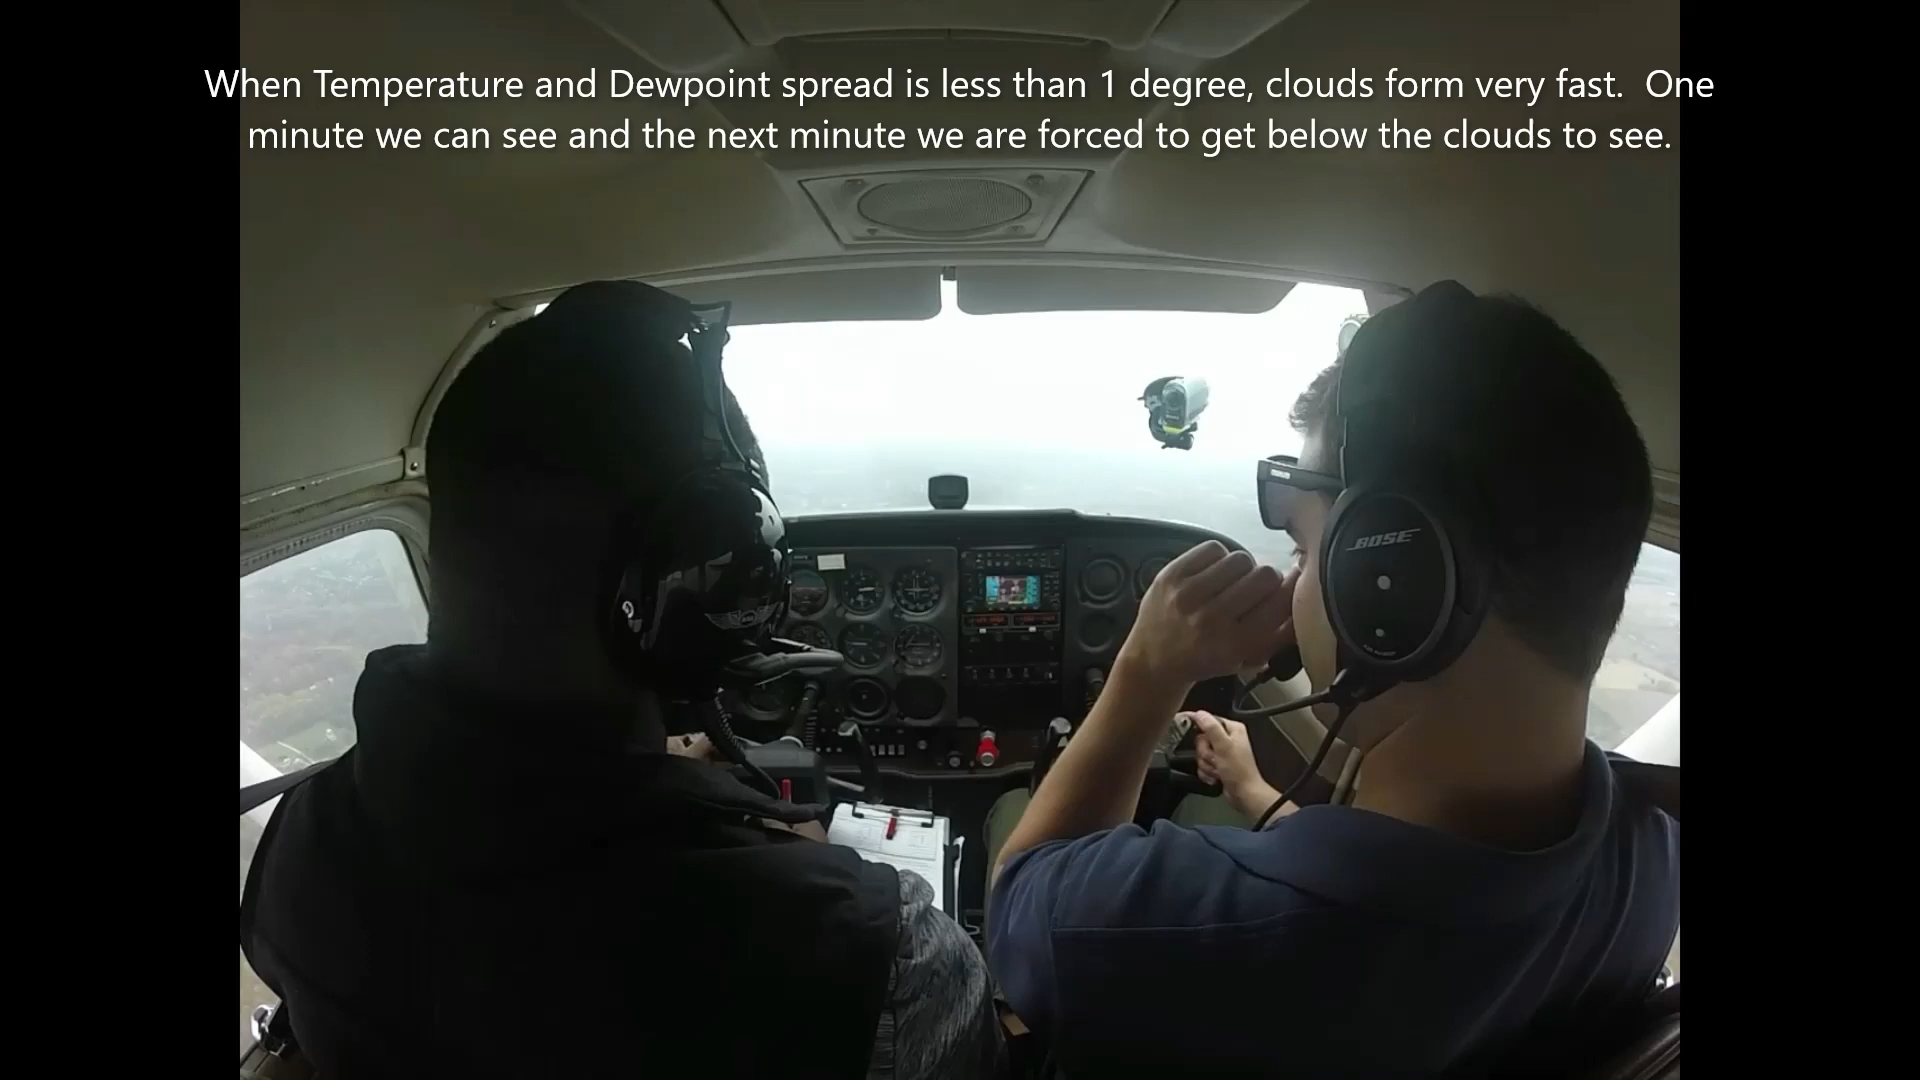 When Temperature and Dewpoint spread is less than 1 degree, clouds form very fast.  One
minute we can see and the next minute we are forced to get below the clouds to see.
BOSE